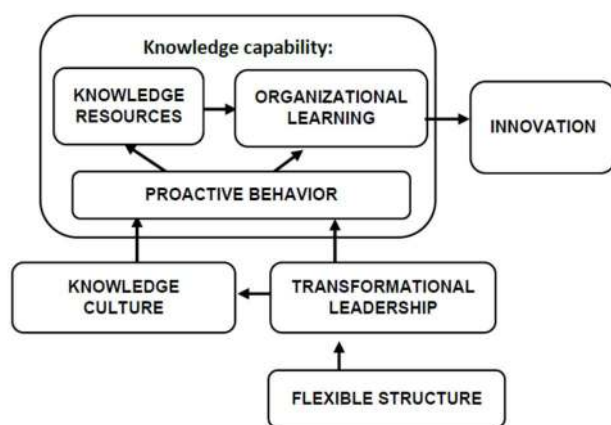 Knowledge capability:
KNOWLEDGE
RESOURCES
ORGANIZATIONAL
LEARNING
INNOVATION
PROACTIVE BEHAVIOR
KNOWLEDGE
CULTURE
TRANSFORMATIONAL
LEADERSHIP
FLEXIBLE STRUCTURE